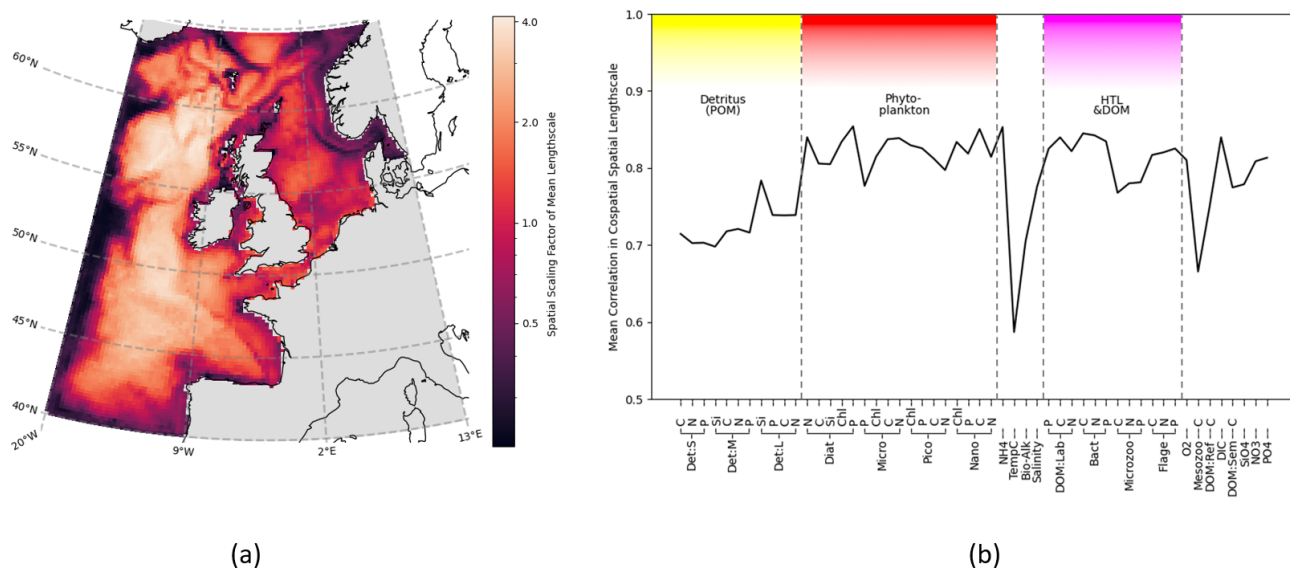 60°N
55°N
50°N
45°N
40°N
20°W
9°W
2°E
13°E
4.0
2.0
1.0
0.5
Spatial Scaling Factor of Mean Lengthscale
(a)
Mean Correlation in Cospatial Spatial Lengthscale
1.0
0.9
0.8
0.7
0.6
0.5
Detritus
(POM)
Phyto-
plankton
HTL
&DOM
C N P Si C N P Si P C N N C Si Chl P P Chl N C Chl P C N Chl P C N NH4 TempC Bio-Alk Salinity P C N C N P C N P C N P O2 Mesozoo C DOM:Ref C DIC DOM:Sem C SiO4 NO3 PO4
Det:S Det:M Det:L Diat Micro Pico Nano DOM:Lab Bact Microzoo Flage
(b)